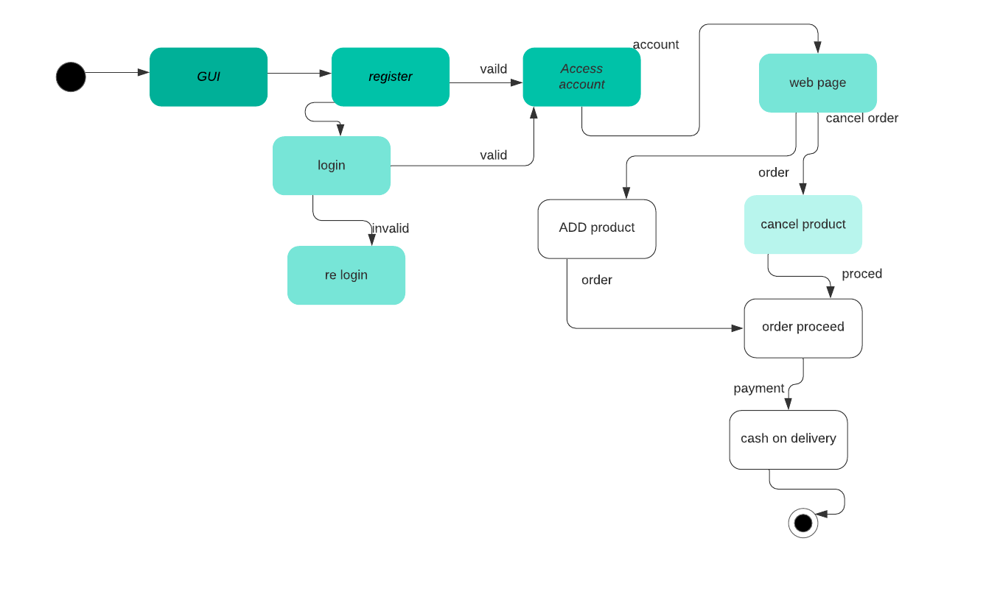 account
GUI
register
vaild
Access
account
web page
cancel order
login
valid
order
invalid
ADD product
cancel product
re login
order
proced
order proceed
payment
cash on delivery